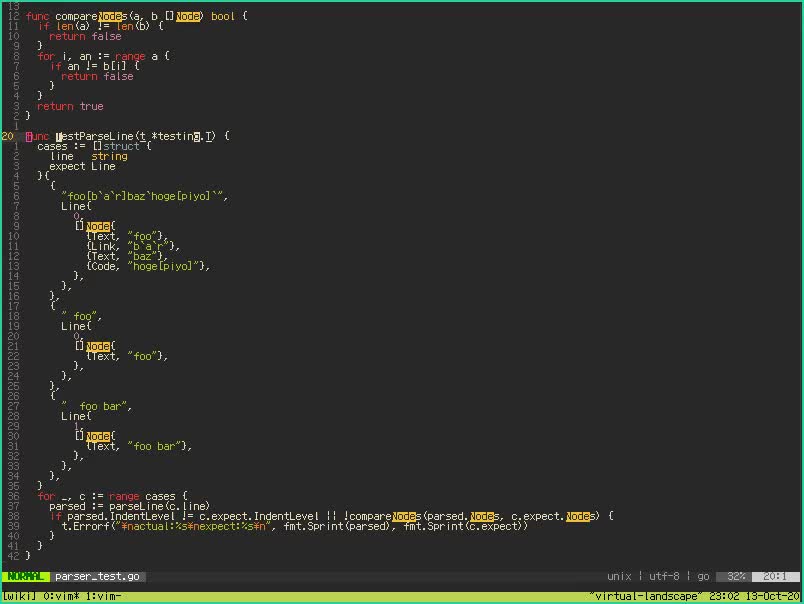 13
12 func compareNodes(a, b []Node) bool {
11   if len(a) != len(b) {
10     return false
9   }
8   for i, an := range a {
7     if an != b[i] {
6       return false
5     }
4   }
3   return true
2 }
1
20 func TestParseLine(t *testing.T) {
1   cases := []struct {
2     line   string
3     expect Line
4   }{
5     {
6       "foo[b`a`r]baz`hoge[piyo]`",
7       Line{
8         0,
9         []Node{
10           {Text, "foo"},
11           {Link, "b`a`r"},
12           {Text, "baz"},
13           {Code, "hoge[piyo]"},
14         },
15       },
16     },
17     {
18       " foo",
19       Line{
20         0,
21         []Node{
22           {Text, "foo"},
23         },
24       },
25     },
26     {
27       "  foo bar",
28       Line{
29         1,
30         []Node{
31           {Text, "foo bar"},
32         },
33       },
34     },
35   }
36   for _, c := range cases {
37     parsed := parseLine(c.line)
38     if parsed.IndentLevel != c.expect.IndentLevel || !compareNodes(parsed.Nodes, c.expect.Nodes) {
39       t.Errorf("¥nactual:%s¥nexpect:%s¥n", fmt.Sprint(parsed), fmt.Sprint(c.expect))
40     }
41   }
42 }
NORMAL parser_test.go unix | utf-8 | go 32% 20:1
[wiki] 0:vim* 1:vim- "virtual-landscape" 23:02 13-Oct-20